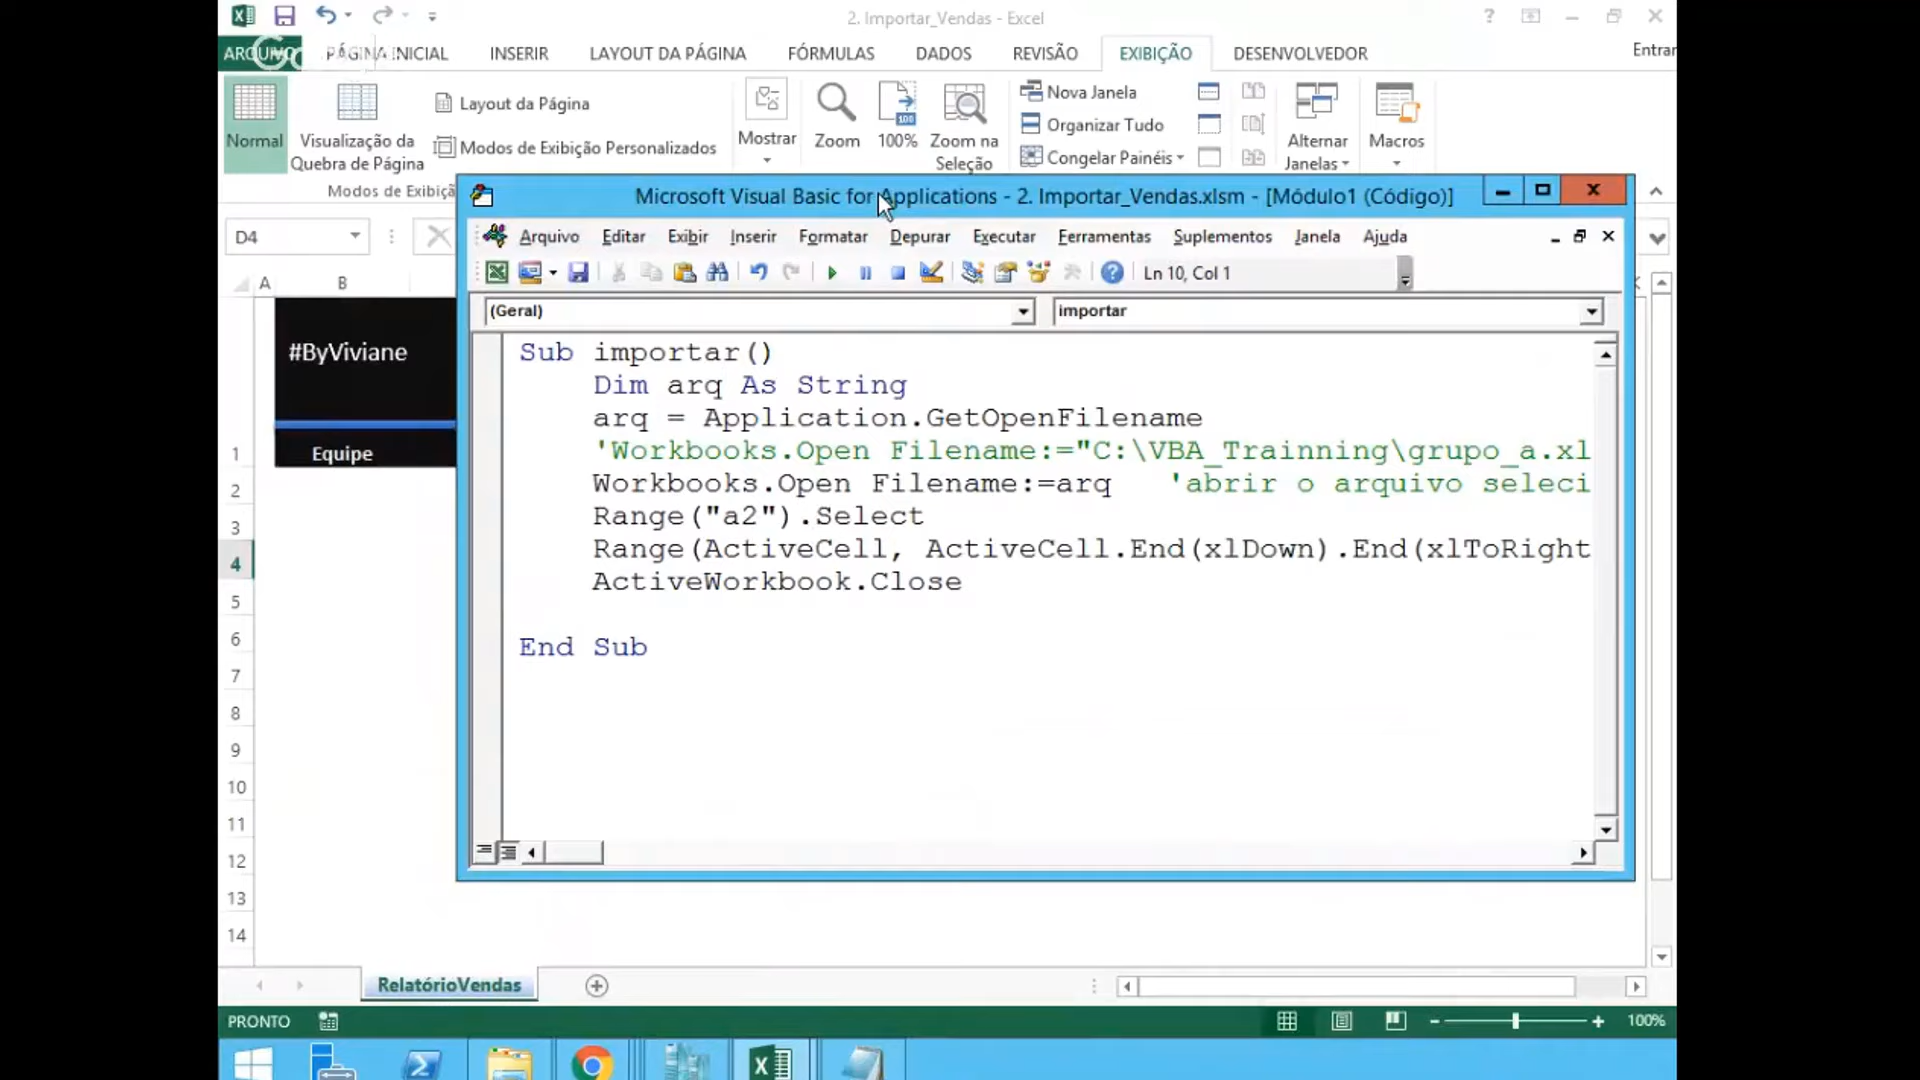 2. Importar_Vendas - Excel
ARQUIVO PÁGINA INICIAL INSERIR LAYOUT DA PÁGINA FÓRMULAS DADOS REVISÃO EXIBIÇÃO DESENVOLVEDOR Entrar
Normal
Visualização da
Quebra de Página
Layout da Página
Modos de Exibição Personalizados
Modos de Exibiçã
Mostrar
Zoom
100%
Zoom na
Seleção
Nova Janela
Organizar Tudo
Congelar Painéis
Alternar
Janelas
Macros
Microsoft Visual Basic for Applications - 2. Importar_Vendas.xlsm - [Módulo1 (Código)]
D4
Arquivo Editar Exibir Inserir Formatar Depurar Executar Ferramentas Suplementos Janela Ajuda
Ln 10, Col 1
(Geral) importar
A B
#ByViviane
Equipe
1
2
3
4
5
6
7
8
9
10
11
12
13
14
Sub importar()
Dim arq As String
arq = Application.GetOpenFilename
'Workbooks.Open Filename:="C:\VBA_Trainning\grupo_a.xl
Workbooks.Open Filename:=arq 'abrir o arquivo seleci
Range("a2").Select
Range(ActiveCell, ActiveCell.End(xlDown).End(xlToRight
ActiveWorkbook.Close
End Sub
RelatórioVendas
PRONTO 100%